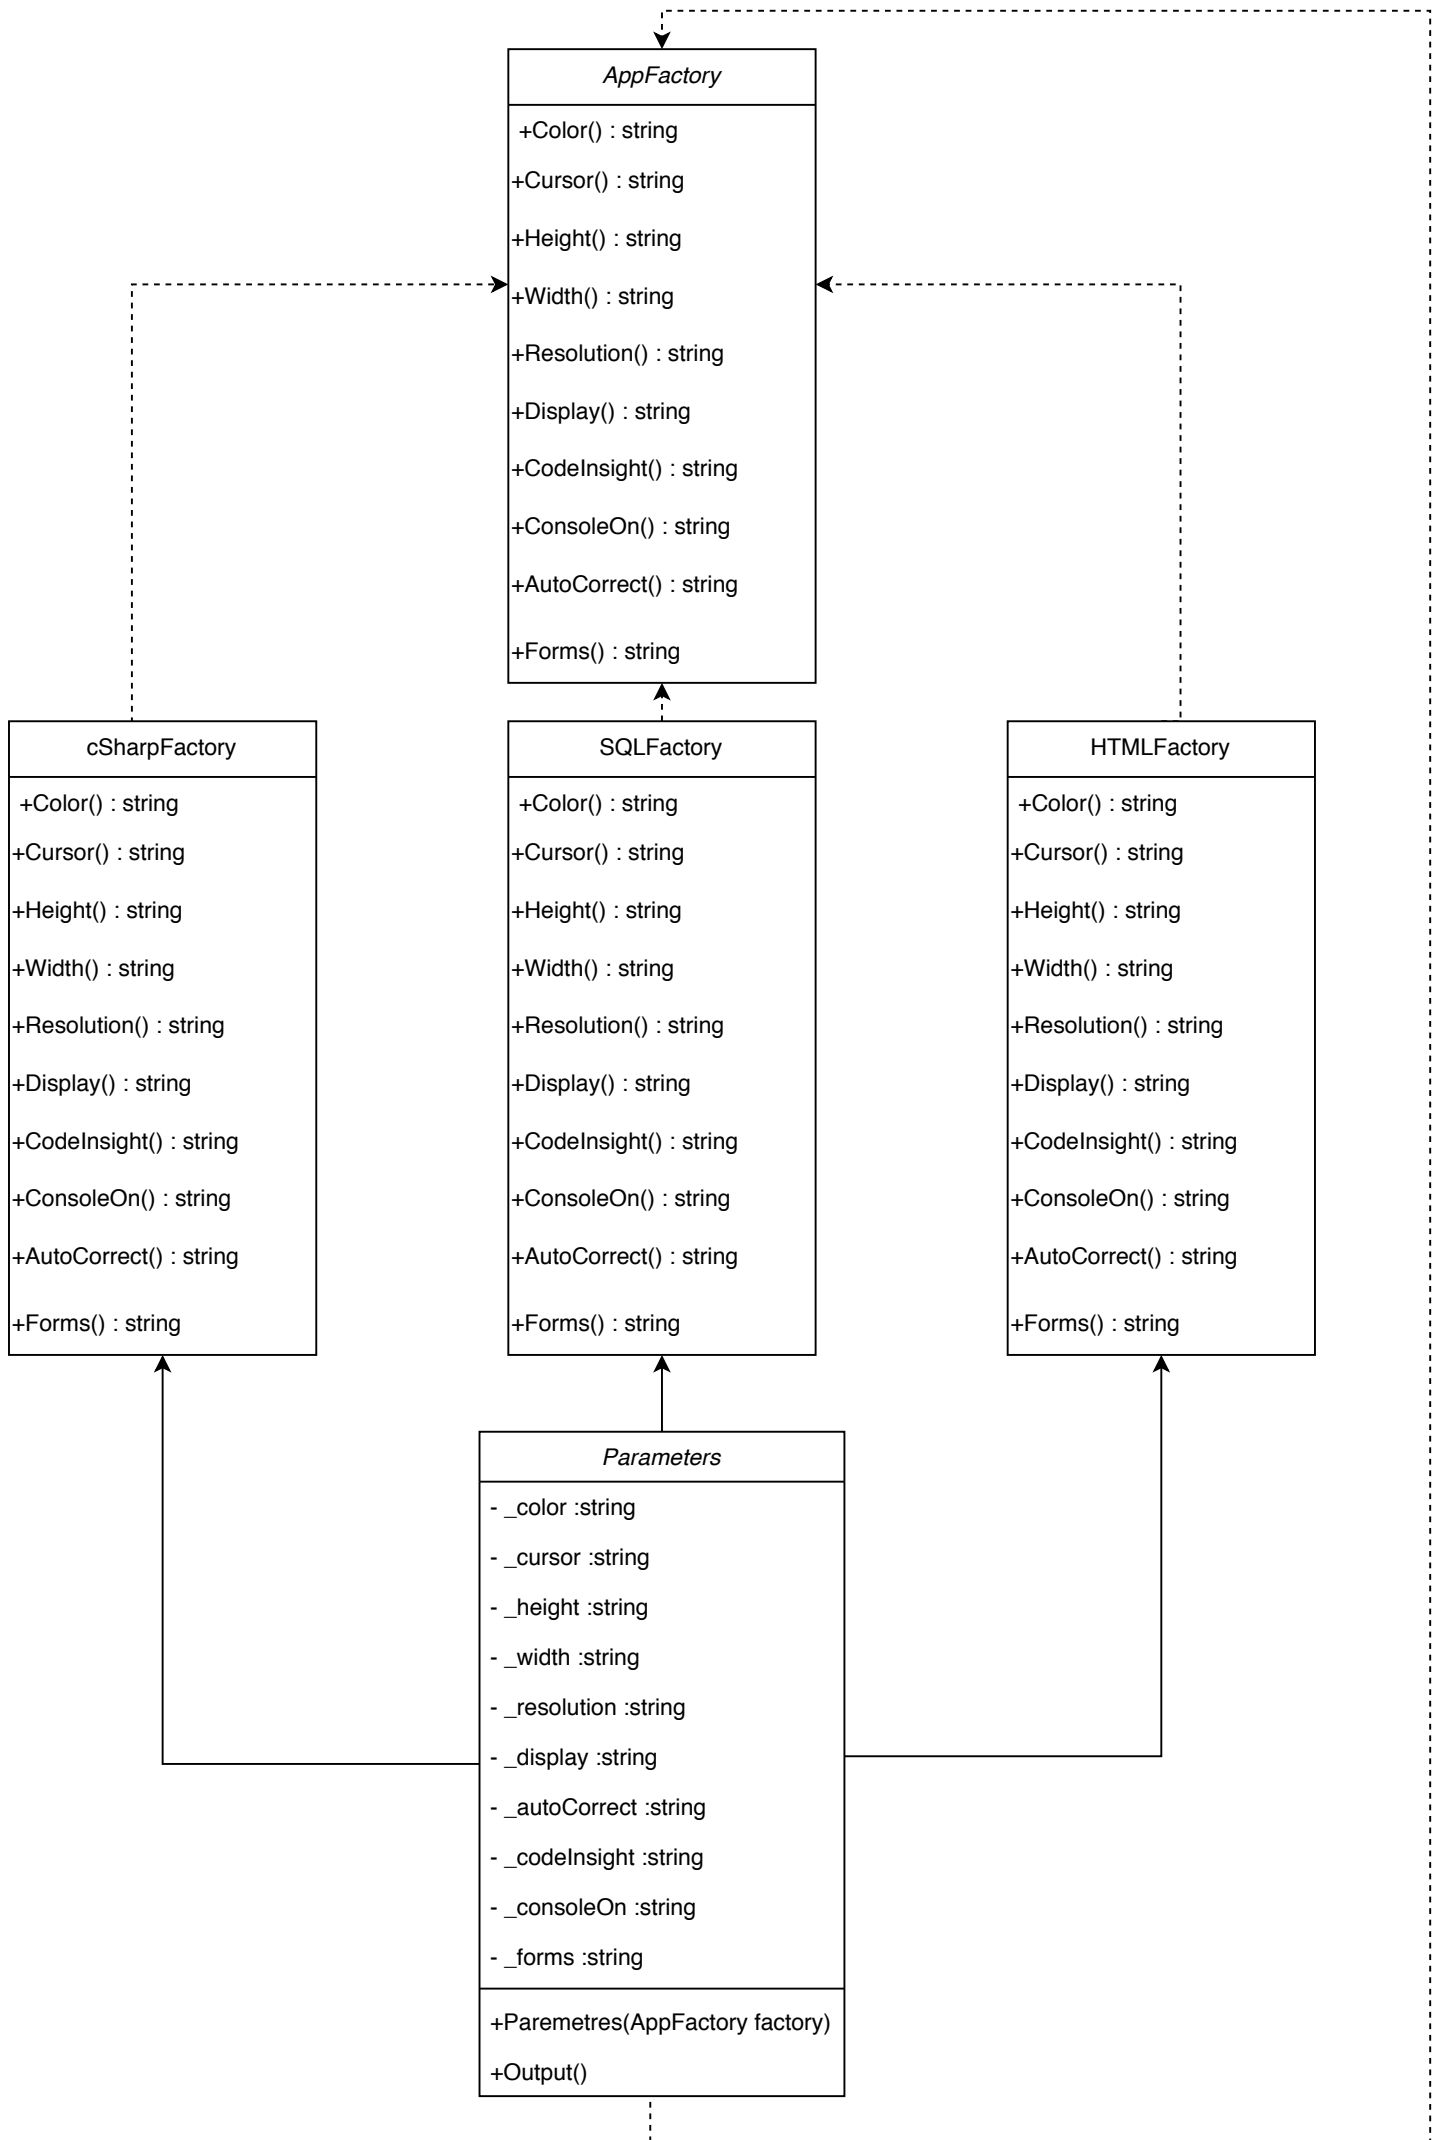 AppFactory
+Color() : string
+Cursor() : string
+Height() : string
+Width() : string
+Resolution() : string
+Display() : string
+CodeInsight() : string
+ConsoleOn() : string
+AutoCorrect() : string
+Forms() : string
cSharpFactory
+Color() : string
+Cursor() : string
+Height() : string
+Width() : string
+Resolution() : string
+Display() : string
+CodeInsight() : string
+ConsoleOn() : string
+AutoCorrect() : string
+Forms() : string
SQLFactory
+Color() : string
+Cursor() : string
+Height() : string
+Width() : string
+Resolution() : string
+Display() : string
+CodeInsight() : string
+ConsoleOn() : string
+AutoCorrect() : string
+Forms() : string
HTMLFactory
+Color() : string
+Cursor() : string
+Height() : string
+Width() : string
+Resolution() : string
+Display() : string
+CodeInsight() : string
+ConsoleOn() : string
+AutoCorrect() : string
+Forms() : string
Parameters
- _color :string
- _cursor :string
- _height :string
- _width :string
- _resolution :string
- _display :string
- _autoCorrect :string
- _codeInsight :string
- _consoleOn :string
- _forms :string
+Paremetres(AppFactory factory)
+Output()